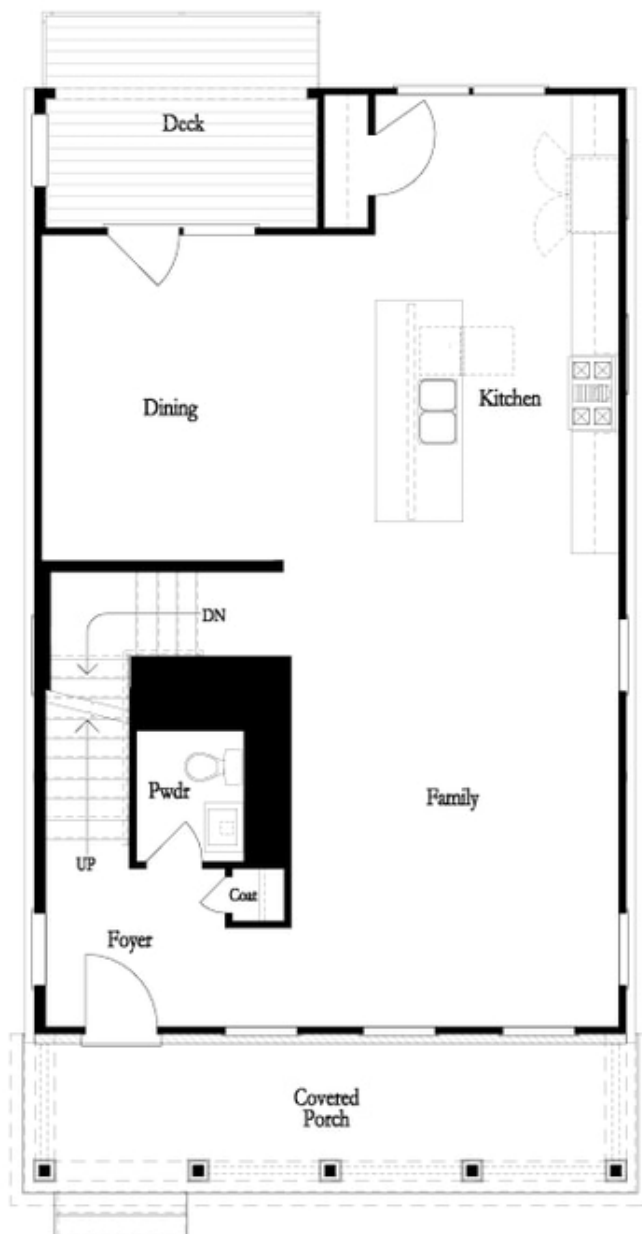 Deck
Dining
Kitchen
DN
Pwdr
Family
UP
Coat
Foyer
Covered
Porch